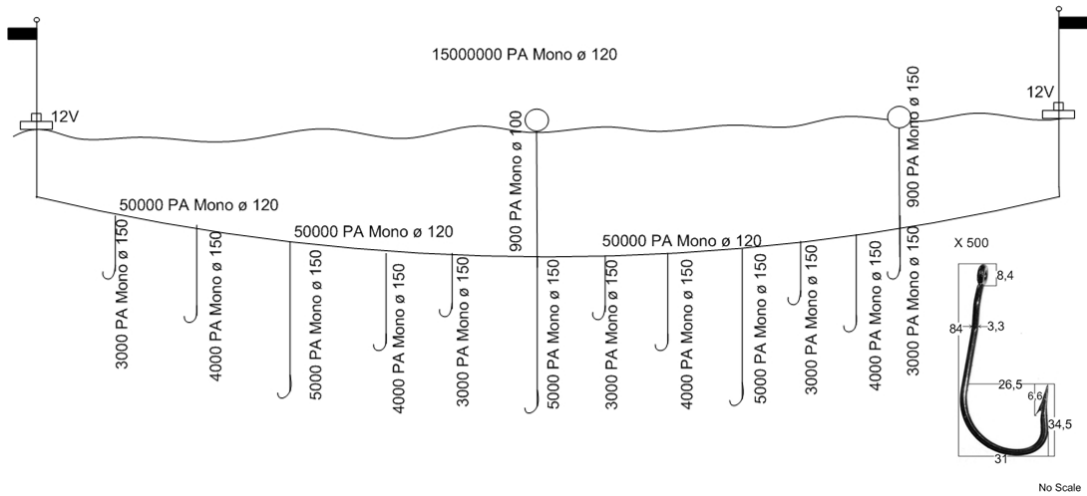 15000000 PA Mono ø 120
12V
12V
900 PA Mono ø 100
900 PA Mono ø 150
50000 PA Mono ø 120
50000 PA Mono ø 120
50000 PA Mono ø 120
3000 PA Mono ø 150
4000 PA Mono ø 150
5000 PA Mono ø 150
4000 PA Mono ø 150
3000 PA Mono ø 150
5000 PA Mono ø 150
3000 PA Mono ø 150
4000 PA Mono ø 150
5000 PA Mono ø 150
3000 PA Mono ø 150
4000 PA Mono ø 150
3000 PA Mono ø 150
X 500
8,4
84
3,3
26,5
6,6
34,5
31
No Scale